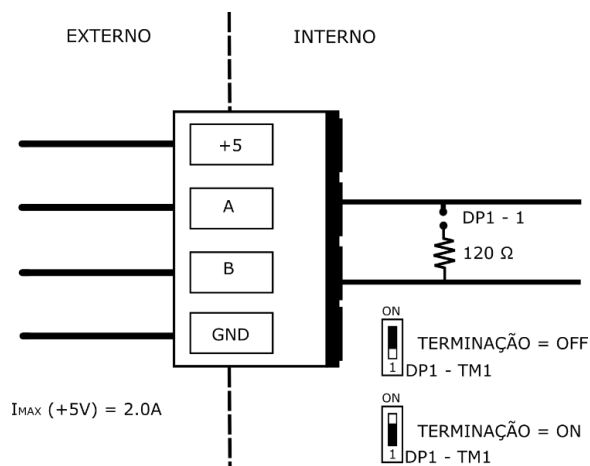 EXTERNO
INTERNO
+5
A
B
GND
DP1 - 1
120 Ω
ON
TERMINAÇÃO = OFF
1
DP1 - TM1
IMAX (+5V) = 2.0A
ON
TERMINAÇÃO = ON
1
DP1 - TM1